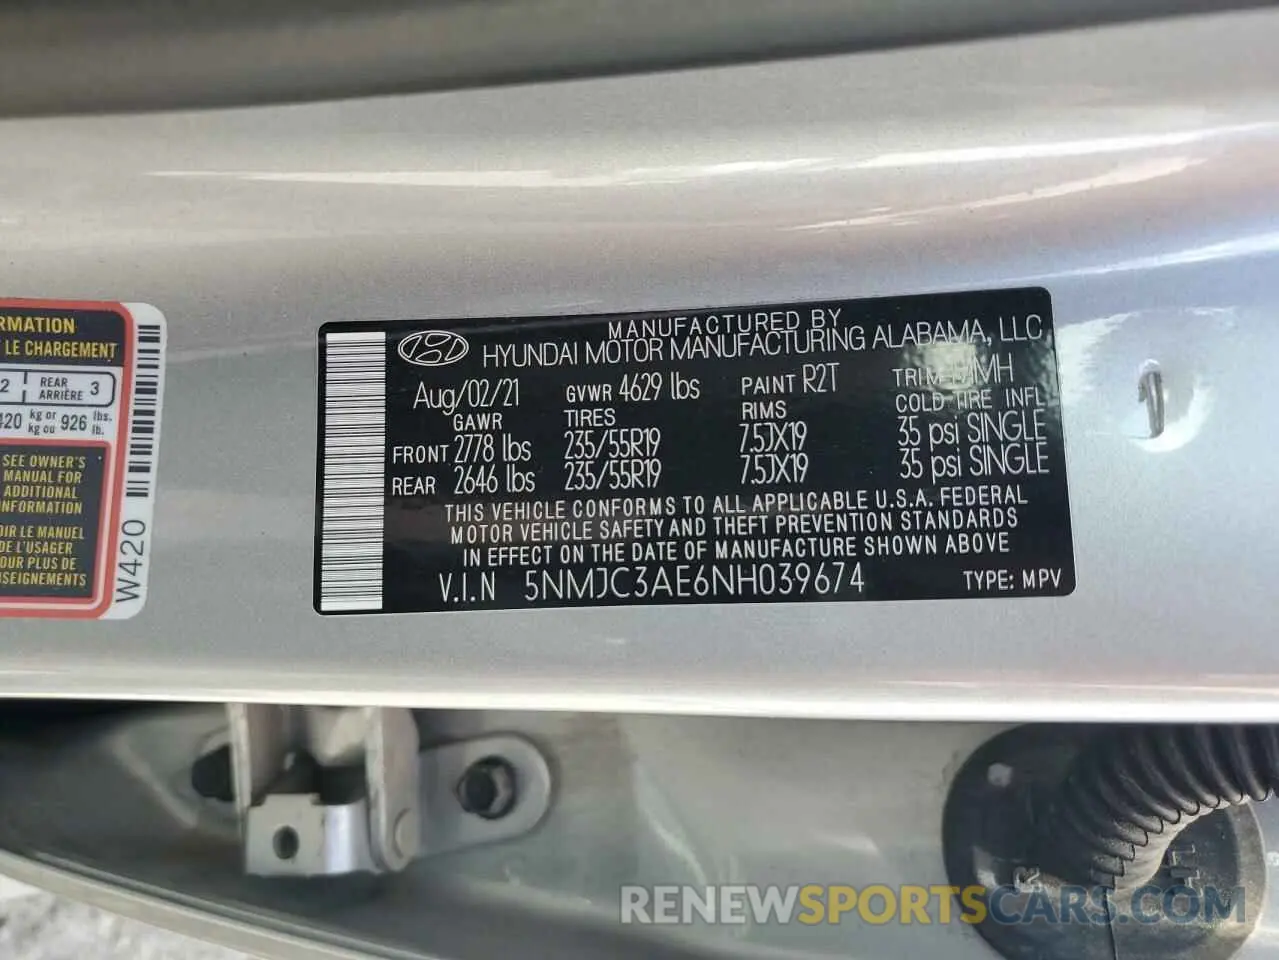 RMATION
LE CHARGEMENT
2 REAR ARRIÈRE 3
420 kg or kg ou 926 lbs. lb.
SEE OWNER'S
MANUAL FOR
ADDITIONAL
INFORMATION
OIR LE MANUEL
DE L'USAGER
POUR PLUS DE
NSEIGNEMENTS
W420
MANUFACTURED BY
HYUNDAI MOTOR MANUFACTURING ALABAMA, LLC
Aug/02/21 GVWR 4629 lbs PAINT R2T TRIM
GAWR TIRES RIMS COLD TIRE INFL
FRONT 2778 lbs 235/55R19 7.5JX19 35 psi SINGLE
REAR 2646 lbs 235/55R19 7.5JX19 35 psi SINGLE
THIS VEHICLE CONFORMS TO ALL APPLICABLE U.S.A. FEDERAL
MOTOR VEHICLE SAFETY AND THEFT PREVENTION STANDARDS
IN EFFECT ON THE DATE OF MANUFACTURE SHOWN ABOVE
V.I.N 5NMJC3AE6NH039674 TYPE: MPV
RENEWSPORTSCARS.COM